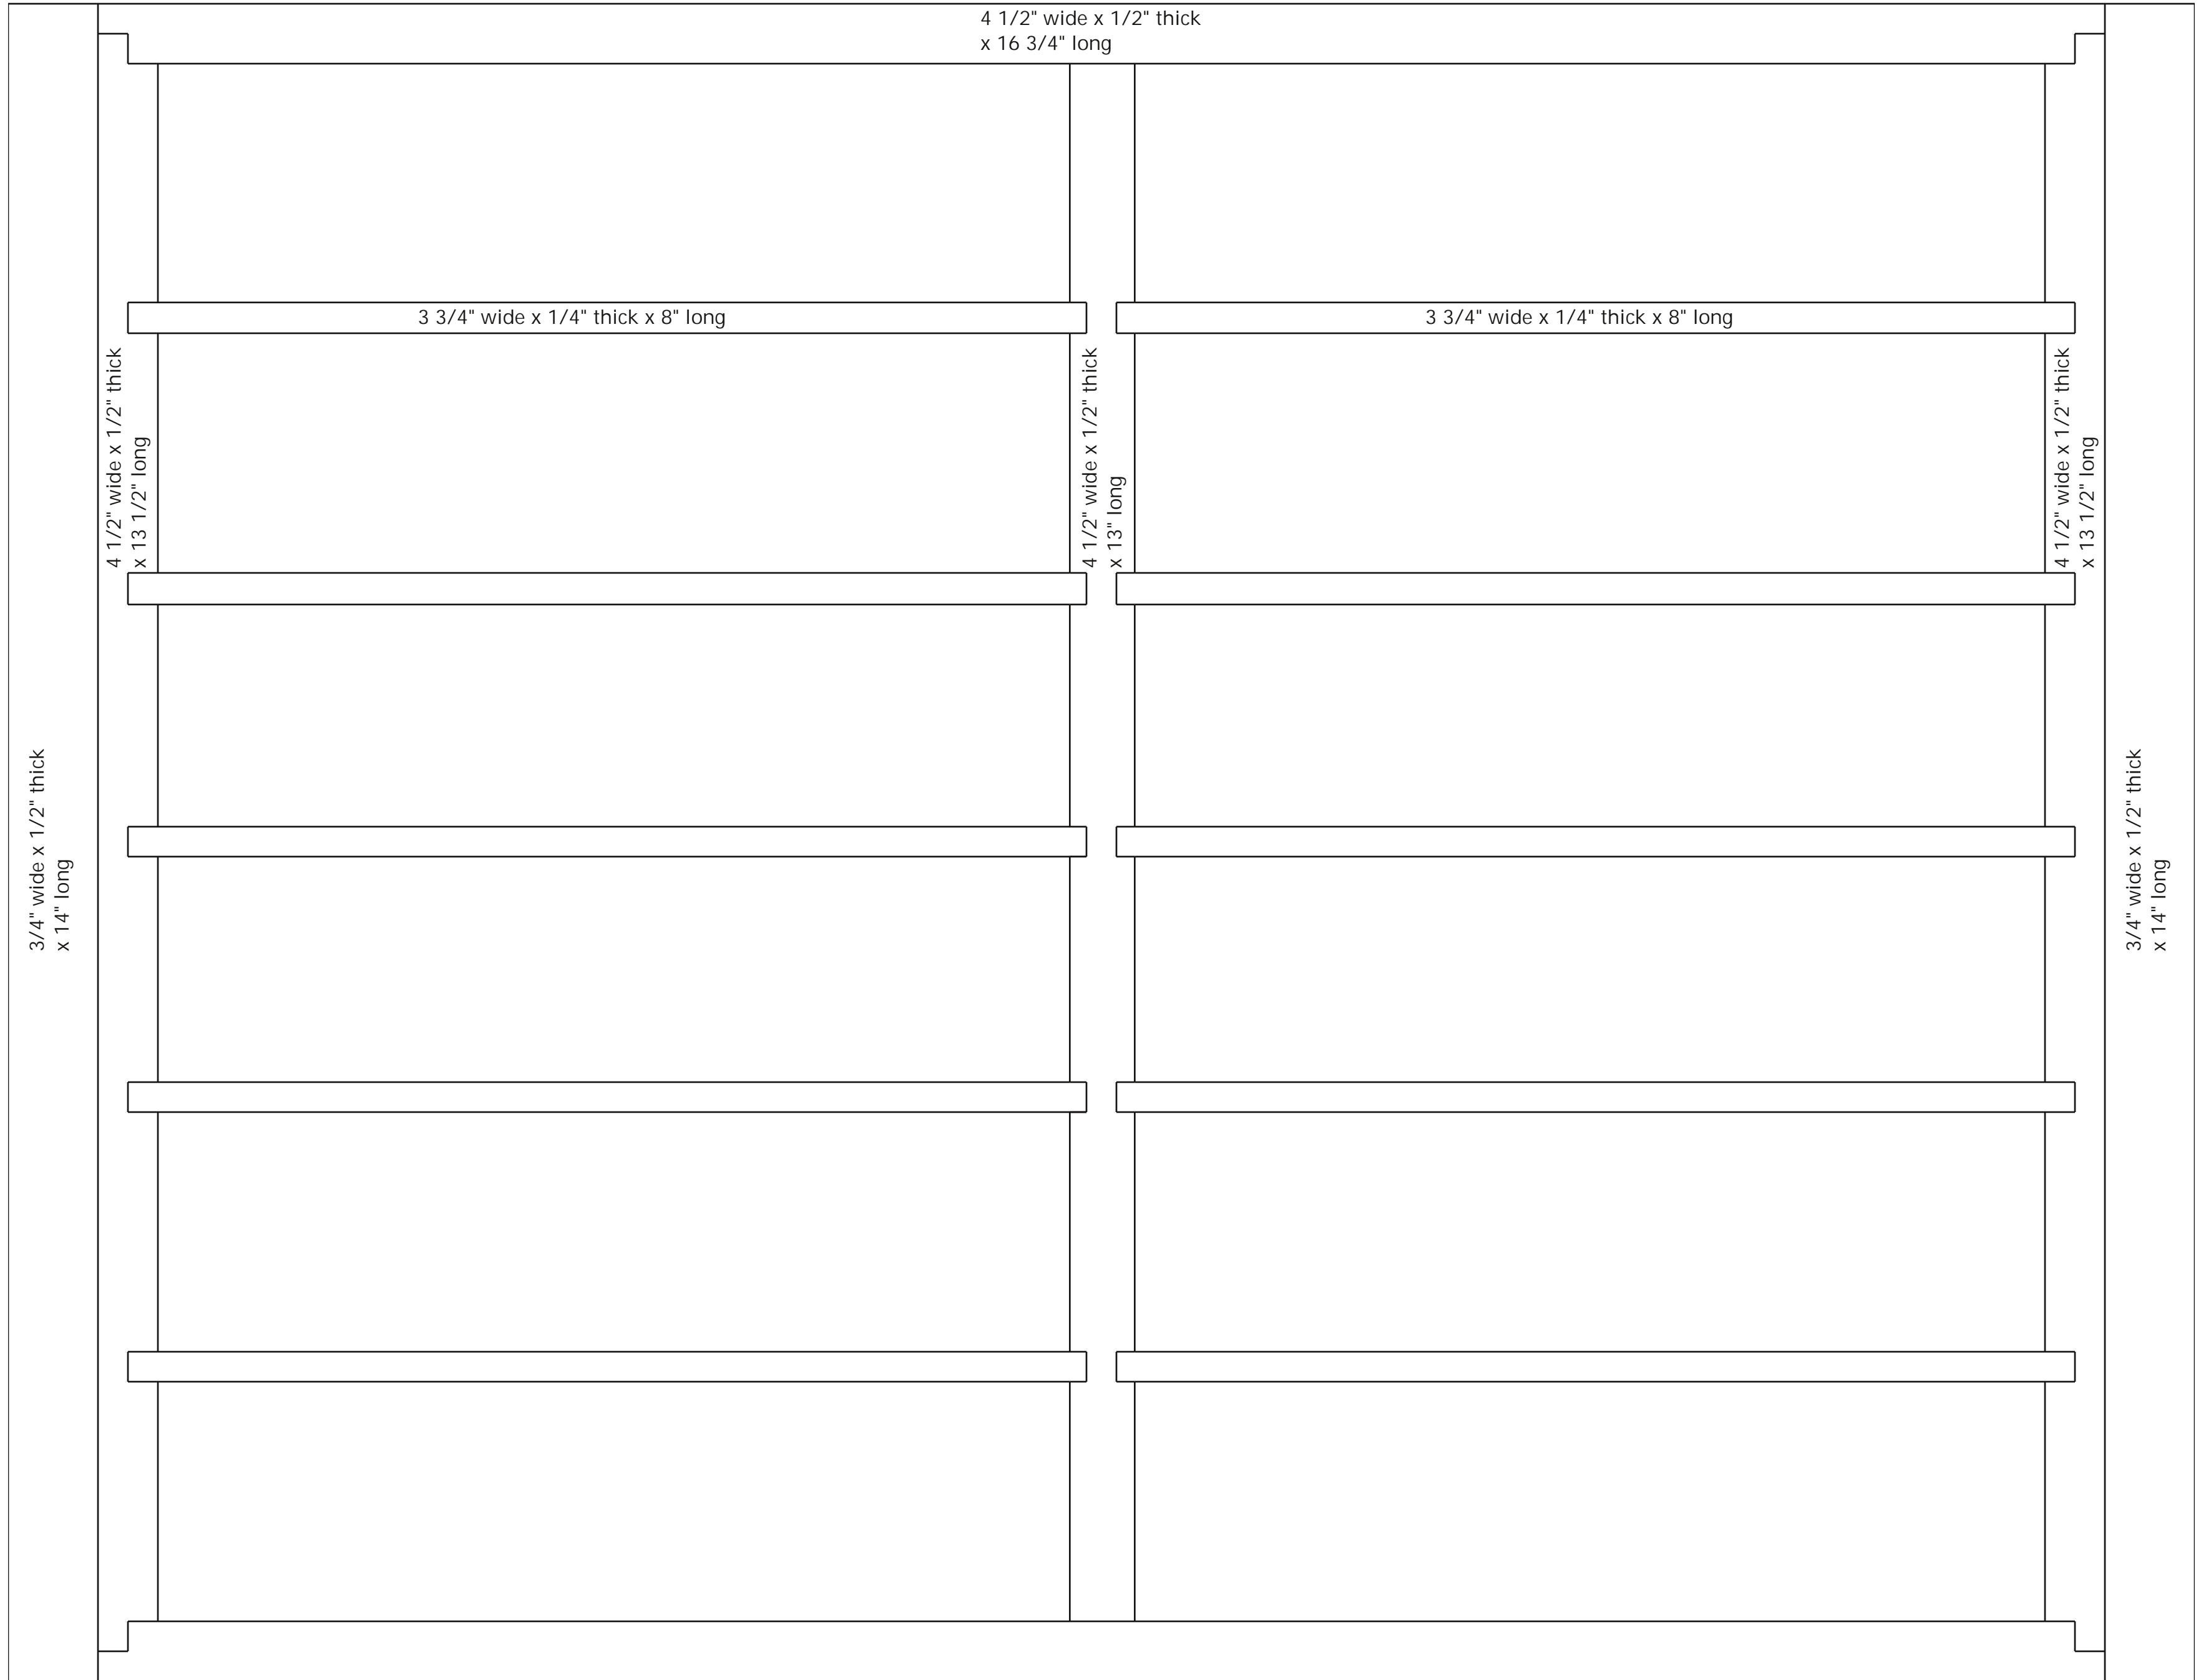 4 1/2" wide x 1/2" thick
x 16 3/4" long
3 3/4" wide x 1/4" thick x 8" long
3 3/4" wide x 1/4" thick x 8" long
4 1/2" wide x 1/2" thick
x 13 1/2" long
4 1/2" wide x 1/2" thick
x 13" long
4 1/2" wide x 1/2" thick
x 13 1/2" long
3/4" wide x 1/2" thick
x 14" long
3/4" wide x 1/2" thick
x 14" long